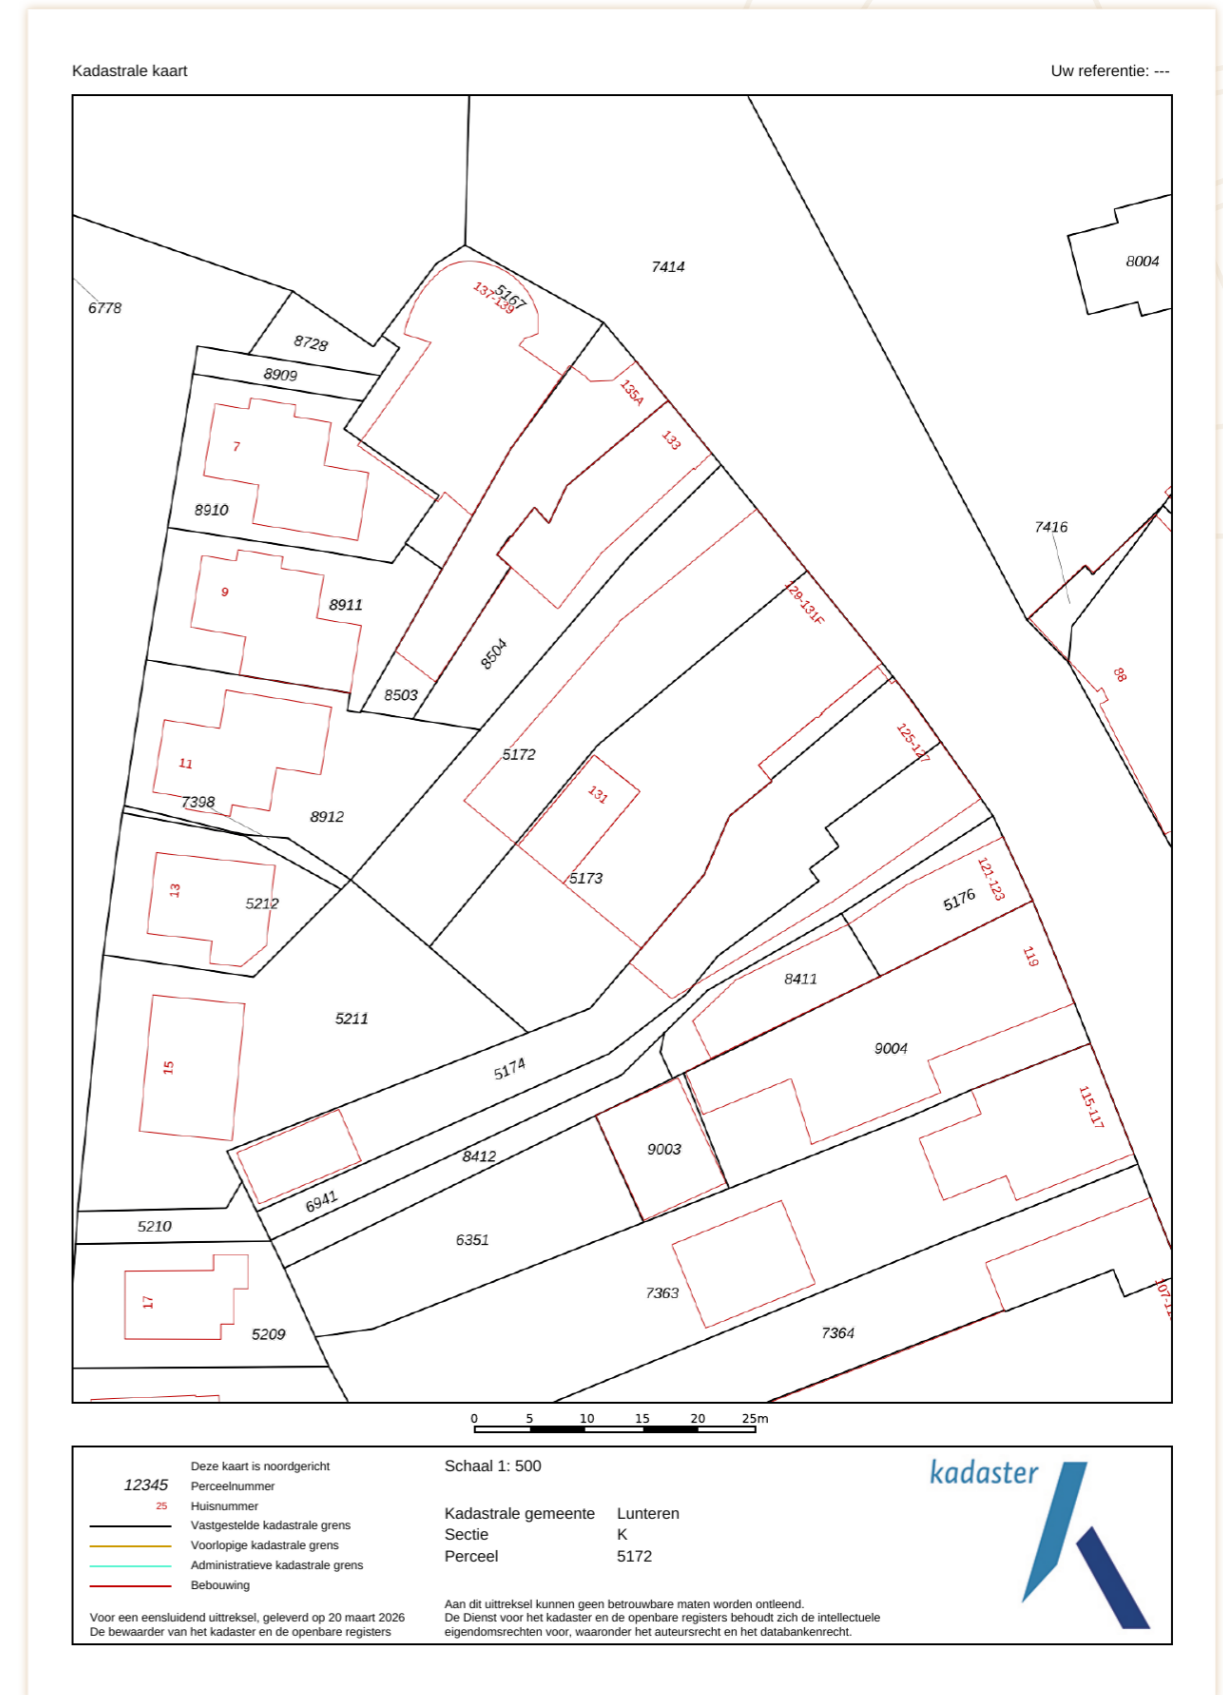 Kadastrale kaart
Uw referentie: ---
7414
8004
6778
5167
137-139
8728
8909
135A
133
7
8910
7416
9
8911
129-131F
8504
88
8503
5172
125-127
11
7398
8912
131
5173
121-123
13
5212
5176
119
8411
5211
9004
15
5174
115-117
9003
8412
6941
5210
6351
7363
17
5209
7364
0 5 10 15 20 25m
Deze kaart is noordgericht
12345 Perceelnummer
25 Huisnummer
Vastgestelde kadastrale grens
Voorlopige kadastrale grens
Administratieve kadastrale grens
Bebouwing
Voor een eensluidend uittreksel, geleverd op 20 maart 2026
De bewaarder van het kadaster en de openbare registers
Schaal 1: 500
Kadastrale gemeente Lunteren
Sectie K
Perceel 5172
Aan dit uittreksel kunnen geen betrouwbare maten worden ontleend.
De Dienst voor het kadaster en de openbare registers behoudt zich de intellectuele
eigendomsrechten voor, waaronder het auteursrecht en het databankenrecht.
kadaster